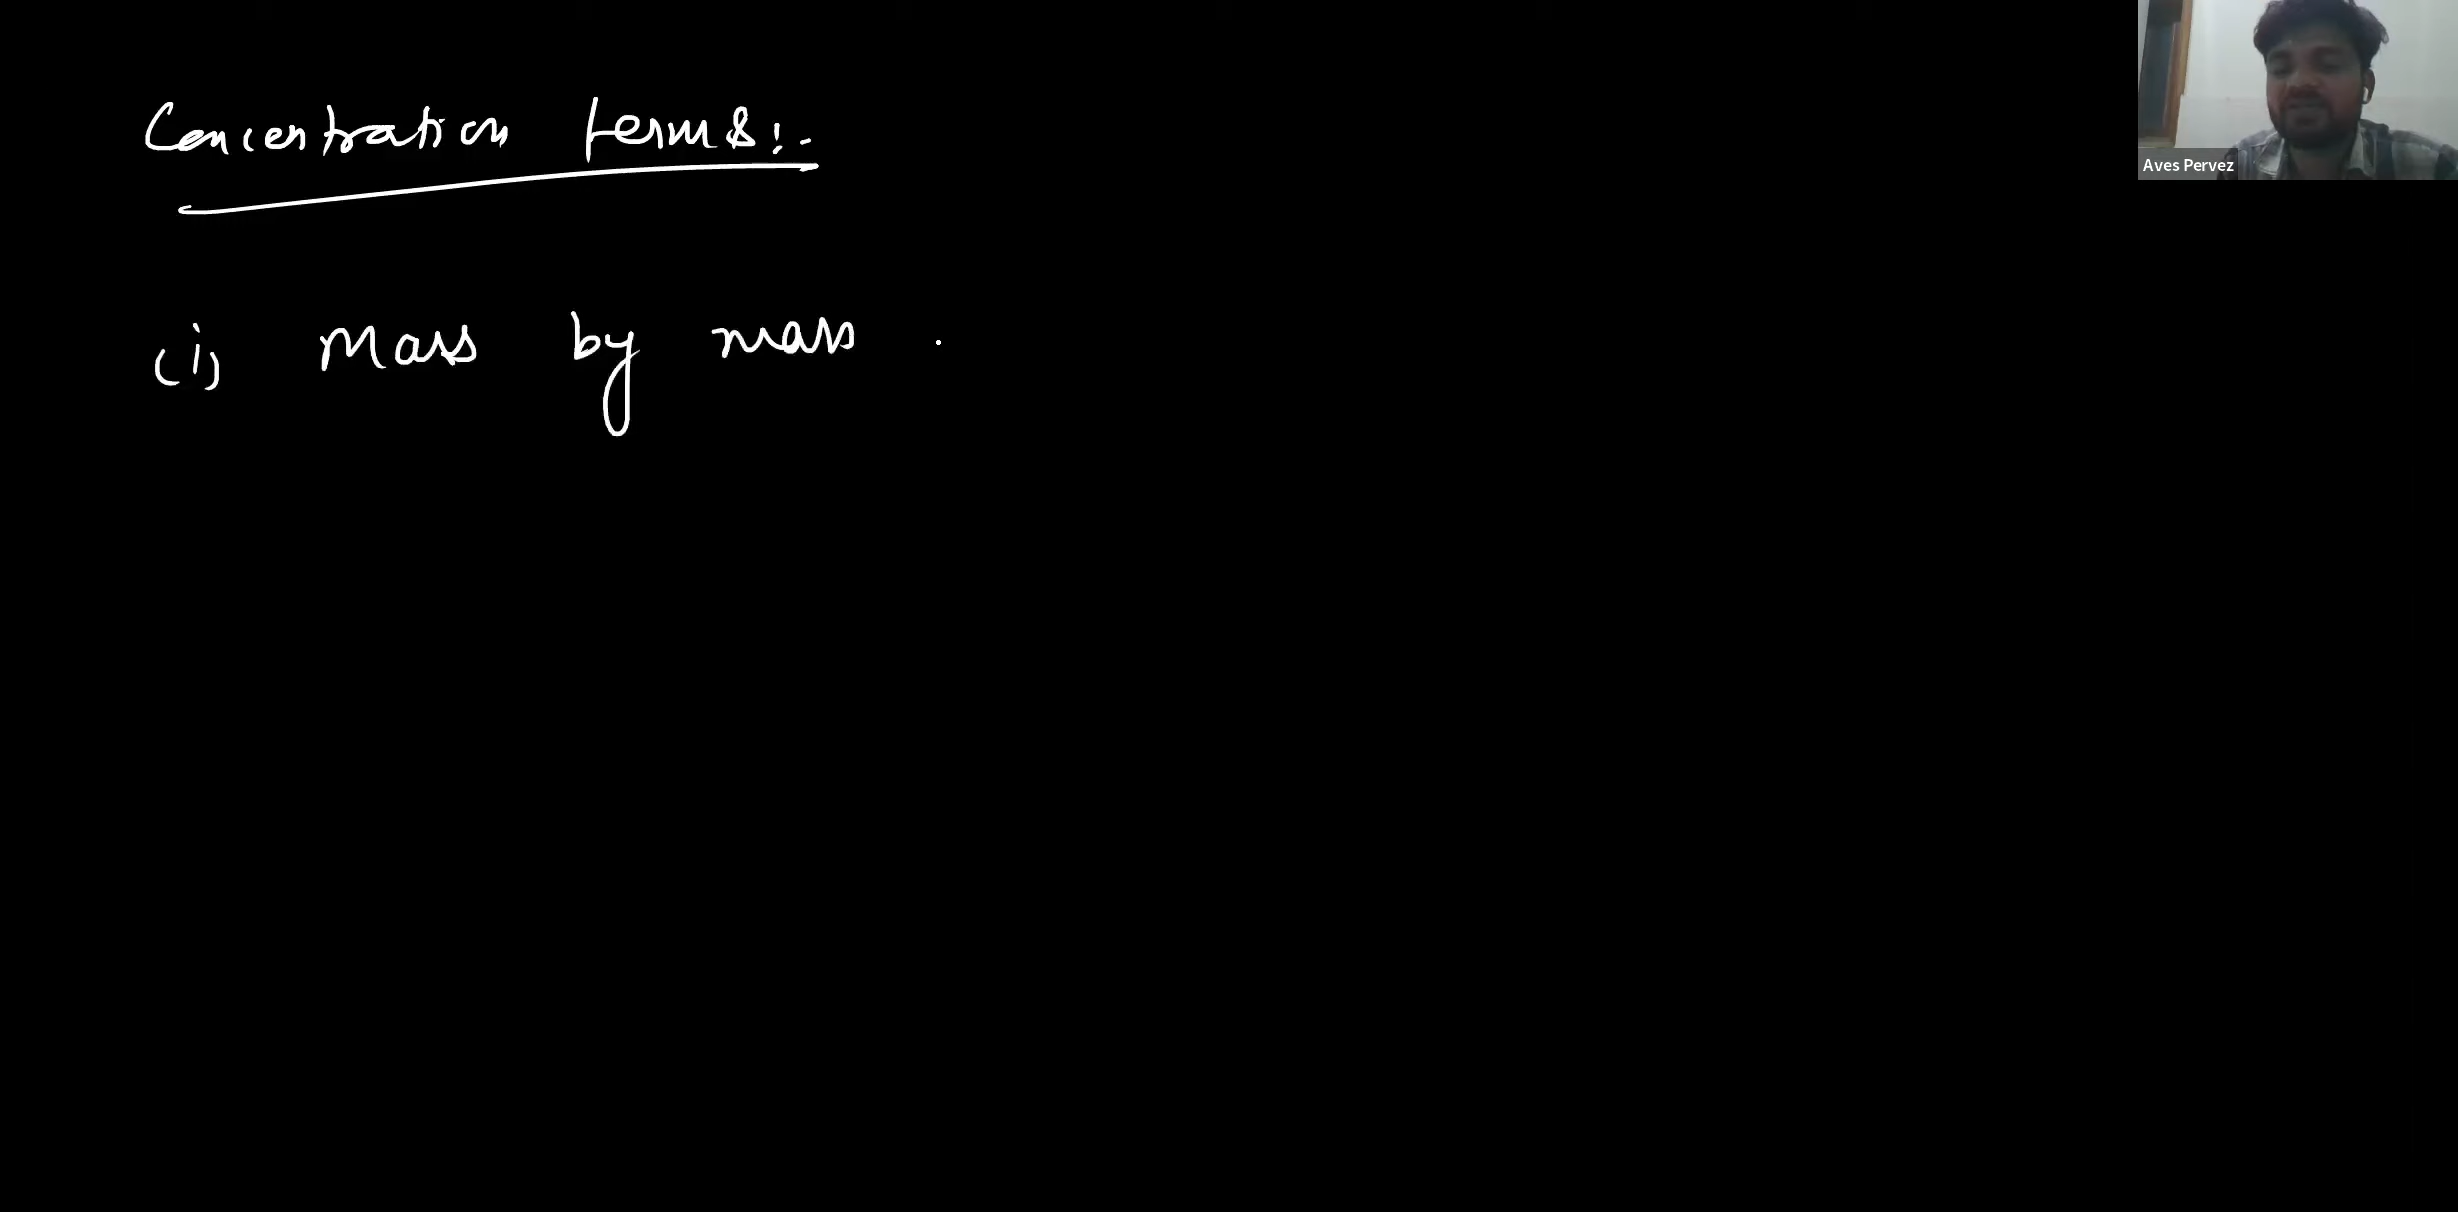 Concentration terms:-
Aves Pervez
(i) Mass by mass